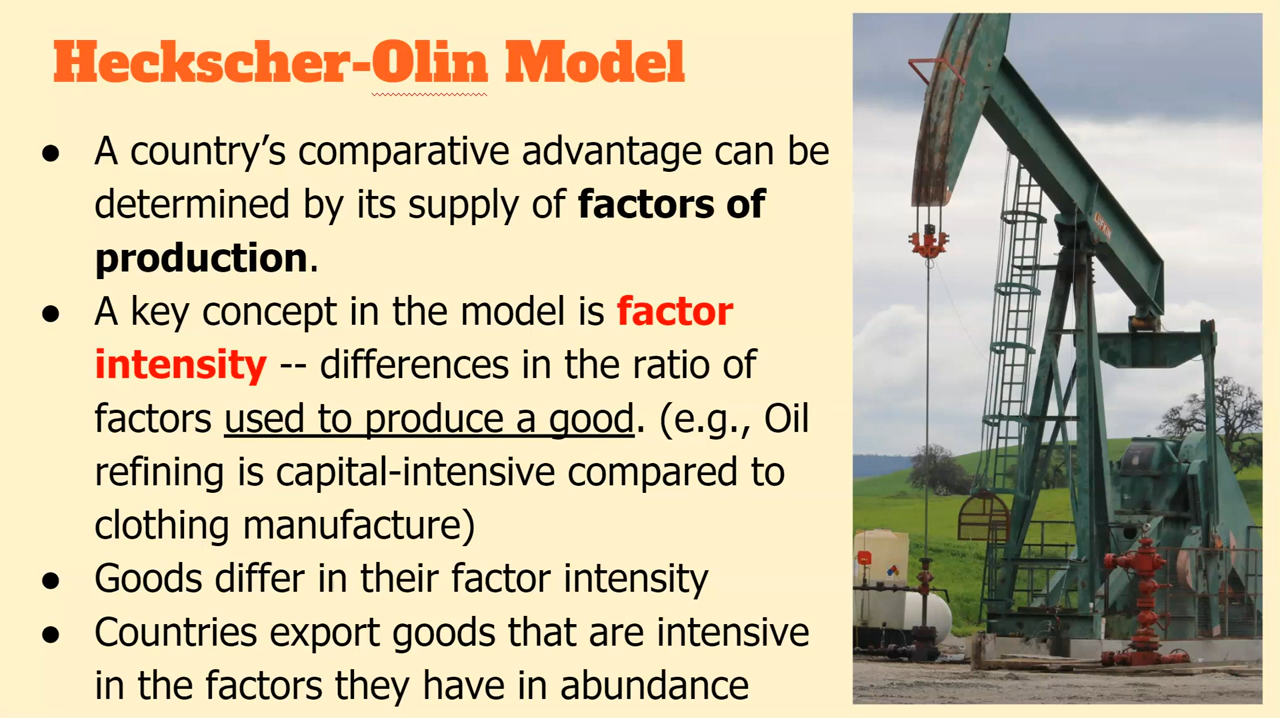 Heckscher-Olin Model
● A country’s comparative advantage can be
determined by its supply of factors of
production.
● A key concept in the model is factor
intensity -- differences in the ratio of
factors used to produce a good. (e.g., Oil
refining is capital-intensive compared to
clothing manufacture)
● Goods differ in their factor intensity
● Countries export goods that are intensive
in the factors they have in abundance
LUFKIN